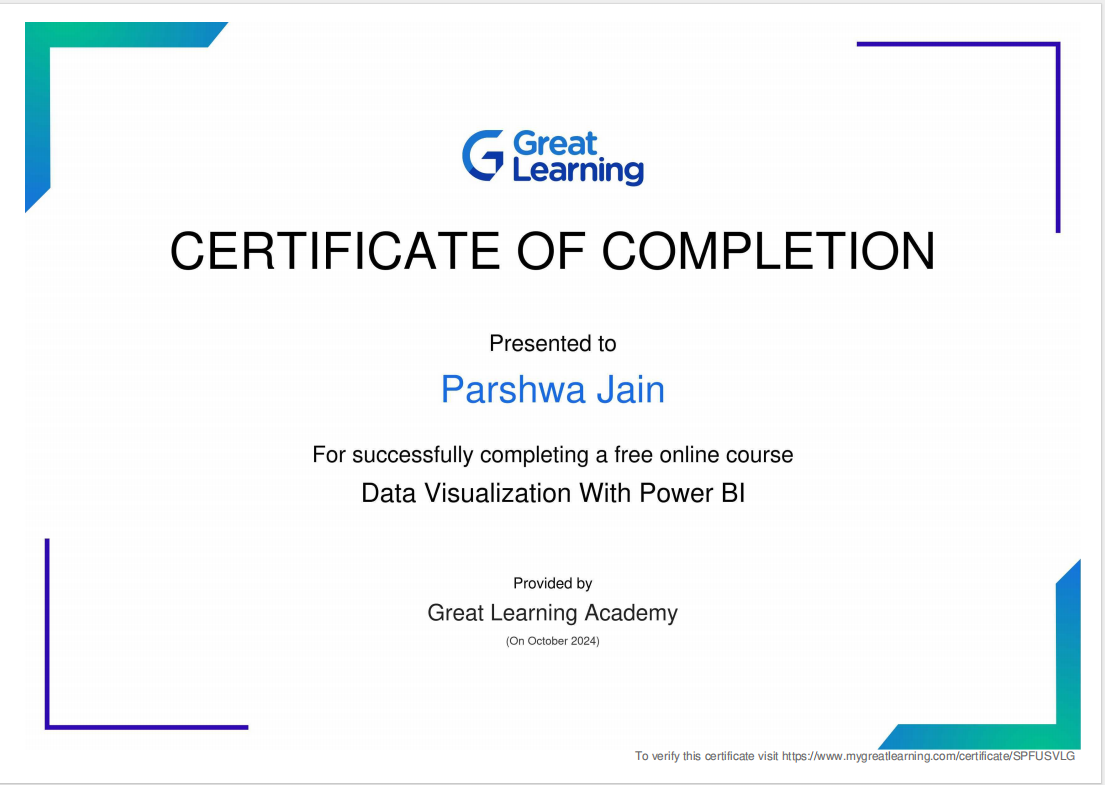 Great
Learning
CERTIFICATE OF COMPLETION
Presented to
Parshwa Jain
For successfully completing a free online course
Data Visualization With Power BI
Provided by
Great Learning Academy
(On October 2024)
To verify this certificate visit https://www.mygreatlearning.com/certificate/SPFUSVLG